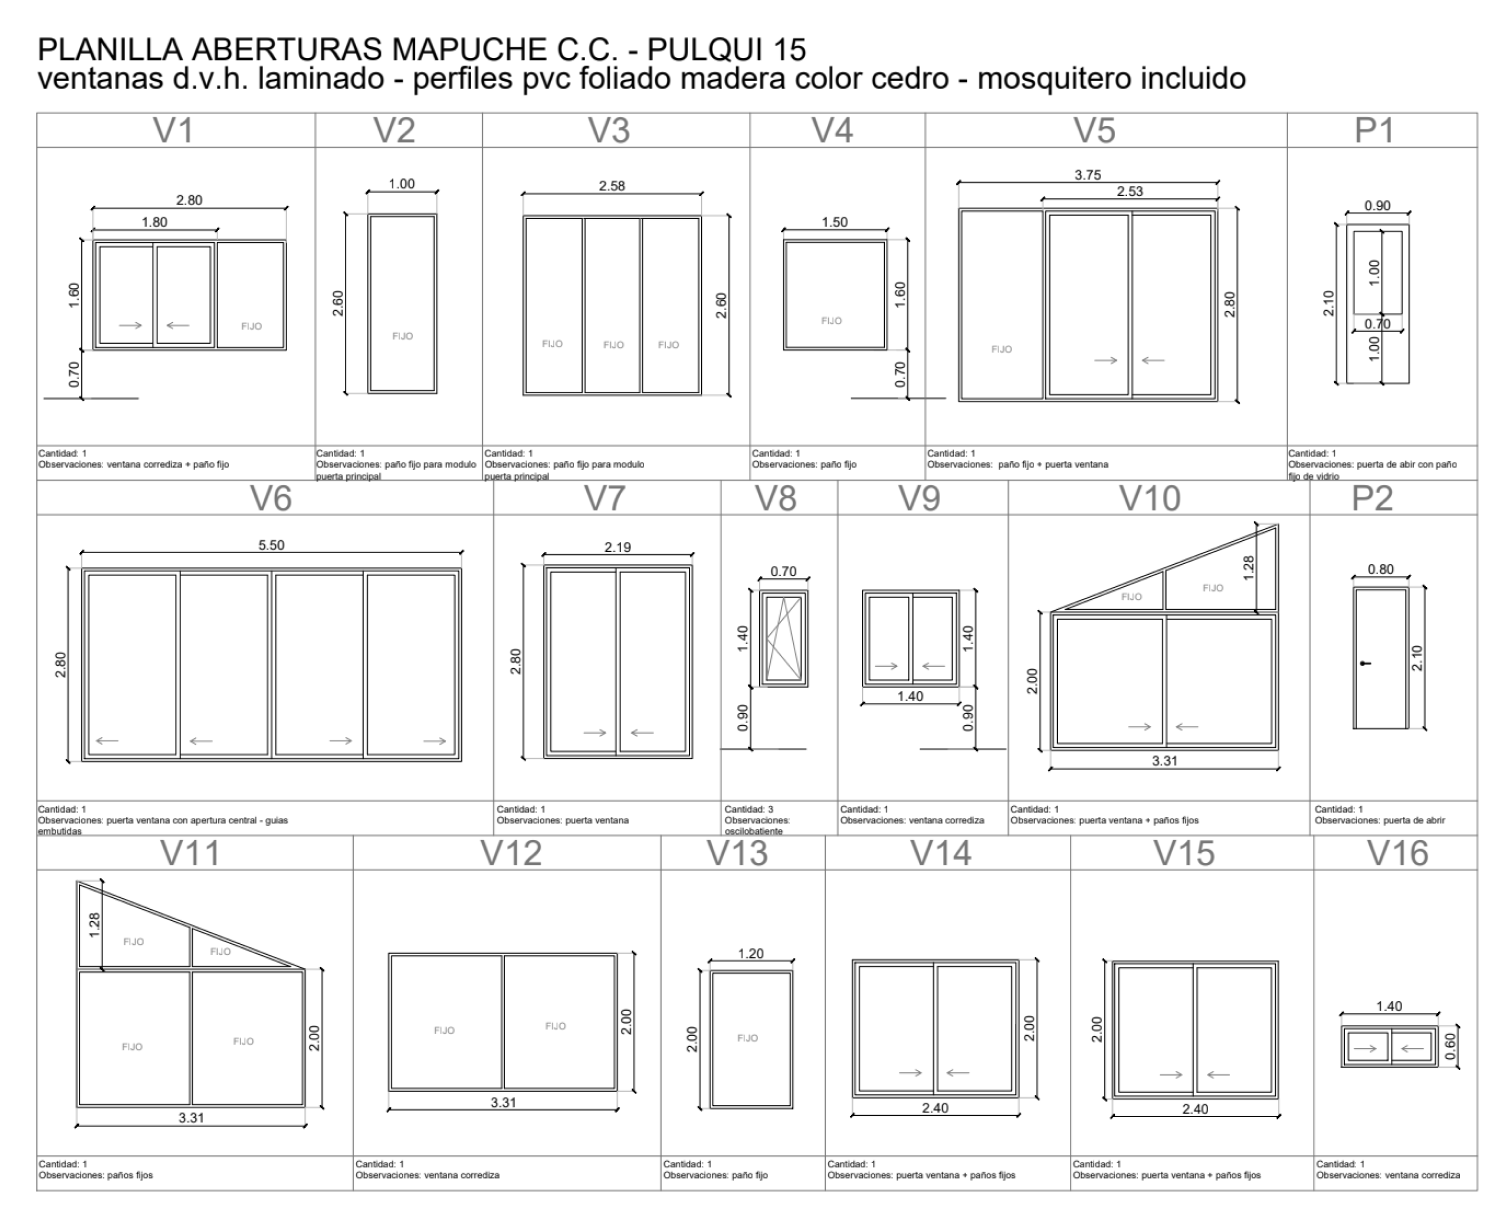 PLANILLA ABERTURAS MAPUCHE C.C. - PULQUI 15
ventanas d.v.h. laminado - perfiles pvc foliado madera color cedro - mosquitero incluido
V1
2.80
1.80
1.60
0.70
FIJO
Cantidad: 1
Observaciones: ventana corrediza + paño fijo
V2
1.00
2.60
FIJO
Cantidad: 1
Observaciones: paño fijo para modulo
puerta principal
V3
2.58
2.60
FIJO
FIJO
FIJO
Cantidad: 1
Observaciones: paño fijo para modulo
puerta principal
V4
1.50
1.60
0.70
FIJO
Cantidad: 1
Observaciones: paño fijo
V5
3.75
2.53
2.80
FIJO
Cantidad: 1
Observaciones: paño fijo + puerta ventana
P1
0.90
2.10
1.00
0.70
1.00
Cantidad: 1
Observaciones: puerta de abir con paño
fijo de vidrio
V6
5.50
2.80
Cantidad: 1
Observaciones: puerta ventana con apertura central - guias
embutidas
V7
2.19
2.80
Cantidad: 1
Observaciones: puerta ventana
V8
0.70
1.40
0.90
Cantidad: 3
Observaciones:
oscilobatiente
V9
1.40
1.40
0.90
Cantidad: 1
Observaciones: ventana corrediza
V10
1.28
FIJO
FIJO
2.00
3.31
Cantidad: 1
Observaciones: puerta ventana + paños fijos
P2
0.80
2.10
Cantidad: 1
Observaciones: puerta de abrir
V11
1.28
FIJO
FIJO
FIJO
FIJO
2.00
3.31
Cantidad: 1
Observaciones: paños fijos
V12
FIJO
FIJO
2.00
3.31
Cantidad: 1
Observaciones: ventana corrediza
V13
1.20
2.00
FIJO
Cantidad: 1
Observaciones: paño fijo
V14
2.00
2.40
Cantidad: 1
Observaciones: puerta ventana + paños fijos
V15
2.00
2.40
Cantidad: 1
Observaciones: puerta ventana + paños fijos
V16
1.40
0.60
Cantidad: 1
Observaciones: ventana corrediza